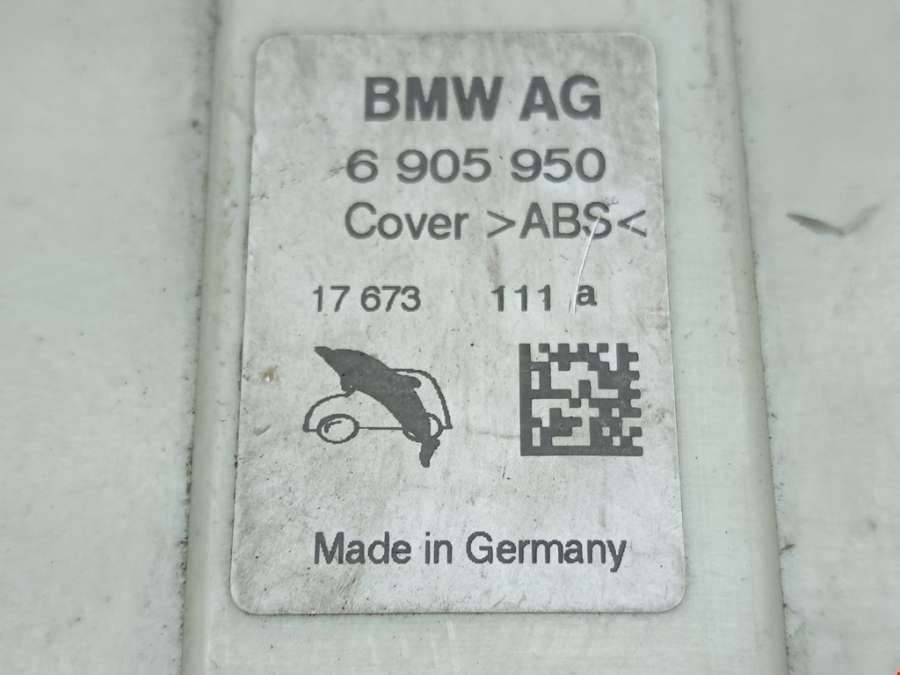 BMW AG
6 905 950
Cover >ABS<
17 673 111 a
Made in Germany